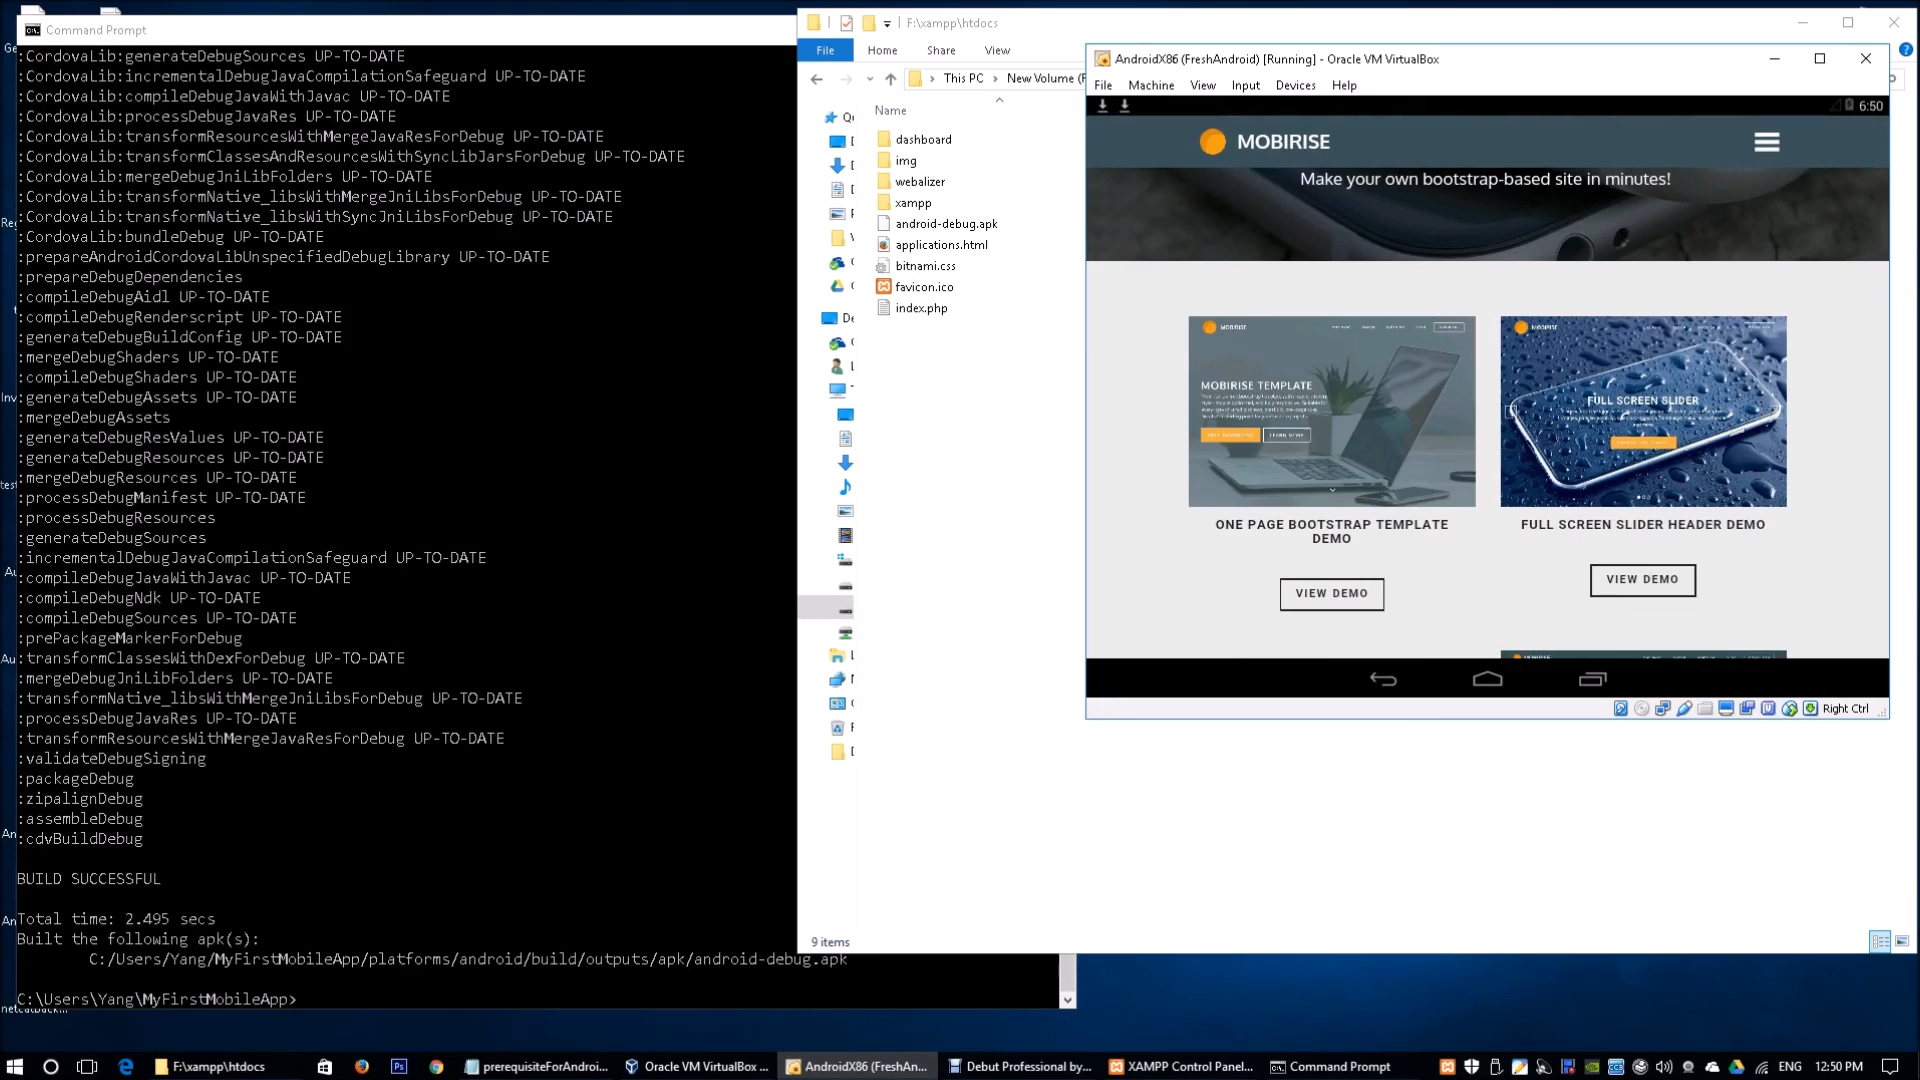 Command Prompt
:CordovaLib:generateDebugSources UP-TO-DATE
:CordovaLib:incrementalDebugJavaCompilationSafeguard UP-TO-DATE
:CordovaLib:compileDebugJavaWithJavac UP-TO-DATE
:CordovaLib:processDebugJavaRes UP-TO-DATE
:CordovaLib:transformResourcesWithMergeJavaResForDebug UP-TO-DATE
:CordovaLib:transformClassesAndResourcesWithSyncLibJarsForDebug UP-TO-DATE
:CordovaLib:mergeDebugJniLibFolders UP-TO-DATE
:CordovaLib:transformNative_libsWithMergeJniLibsForDebug UP-TO-DATE
:CordovaLib:transformNative_libsWithSyncJniLibsForDebug UP-TO-DATE
:CordovaLib:bundleDebug UP-TO-DATE
:prepareAndroidCordovaLibUnspecifiedDebugLibrary UP-TO-DATE
:prepareDebugDependencies
:compileDebugAidl UP-TO-DATE
:compileDebugRenderscript UP-TO-DATE
:generateDebugBuildConfig UP-TO-DATE
:mergeDebugShaders UP-TO-DATE
:compileDebugShaders UP-TO-DATE
:generateDebugAssets UP-TO-DATE
:mergeDebugAssets
:generateDebugResValues UP-TO-DATE
:generateDebugResources UP-TO-DATE
:mergeDebugResources UP-TO-DATE
:processDebugManifest UP-TO-DATE
:processDebugResources
:generateDebugSources
:incrementalDebugJavaCompilationSafeguard UP-TO-DATE
:compileDebugJavaWithJavac UP-TO-DATE
:compileDebugNdk UP-TO-DATE
:compileDebugSources UP-TO-DATE
:prePackageMarkerForDebug
:transformClassesWithDexForDebug UP-TO-DATE
:mergeDebugJniLibFolders UP-TO-DATE
:transformNative_libsWithMergeJniLibsForDebug UP-TO-DATE
:processDebugJavaRes UP-TO-DATE
:transformResourcesWithMergeJavaResForDebug UP-TO-DATE
:validateDebugSigning
:packageDebug
:zipalignDebug
:assembleDebug
:cdvBuildDebug
BUILD SUCCESSFUL
Total time: 2.495 secs
Built the following apk(s):
C:/Users/Yang/MyFirstMobileApp/platforms/android/build/outputs/apk/android-debug.apk
C:\Users\Yang\MyFirstMobileApp>
F:\xampp\htdocs
File Home Share View
This PC New Volume (F
Name
dashboard
img
webalizer
xampp
android-debug.apk
applications.html
bitnami.css
favicon.ico
index.php
9 items
AndroidX86 (FreshAndroid) [Running] - Oracle VM VirtualBox
File Machine View Input Devices Help
6:50
MOBIRISE
Make your own bootstrap-based site in minutes!
MOBIRISE
MOBIRISE TEMPLATE
LEARN MORE
MOBIRISE
FULL SCREEN SLIDER
ONE PAGE BOOTSTRAP TEMPLATE
DEMO
FULL SCREEN SLIDER HEADER DEMO
VIEW DEMO
VIEW DEMO
Right Ctrl
F:\xampp\htdocs
prerequisiteForAndroi...
Oracle VM VirtualBox ...
AndroidX86 (FreshAn...
Debut Professional by...
XAMPP Control Panel...
Command Prompt
ENG 12:50 PM